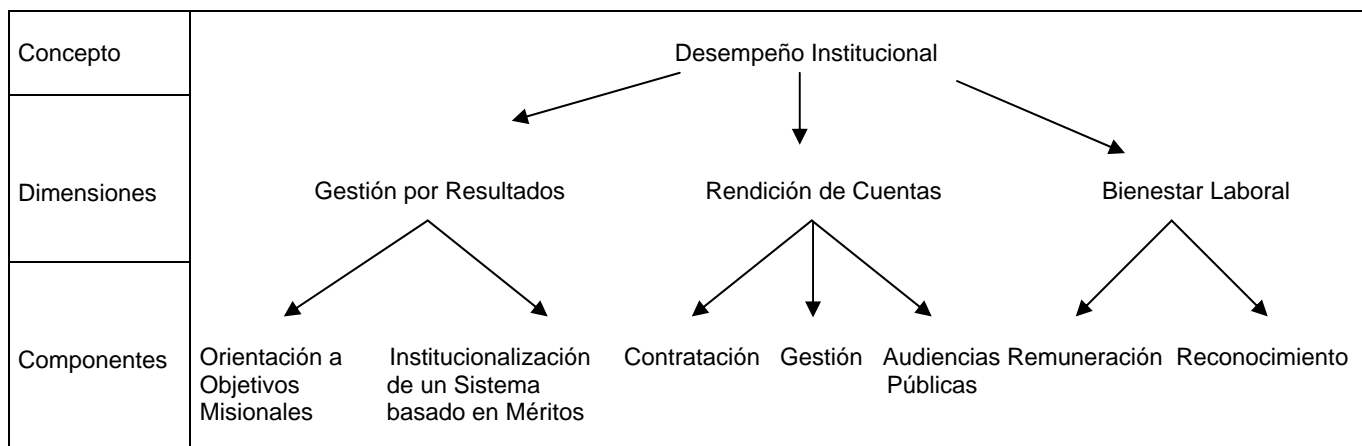 Concepto
Desempeño Institucional
Dimensiones
Gestión por Resultados
Rendición de Cuentas
Bienestar Laboral
Componentes
Orientación a
Objetivos
Misionales
Institucionalización
de un Sistema
basado en Méritos
Contratación
Gestión
Audiencias
Públicas
Remuneración
Reconocimiento